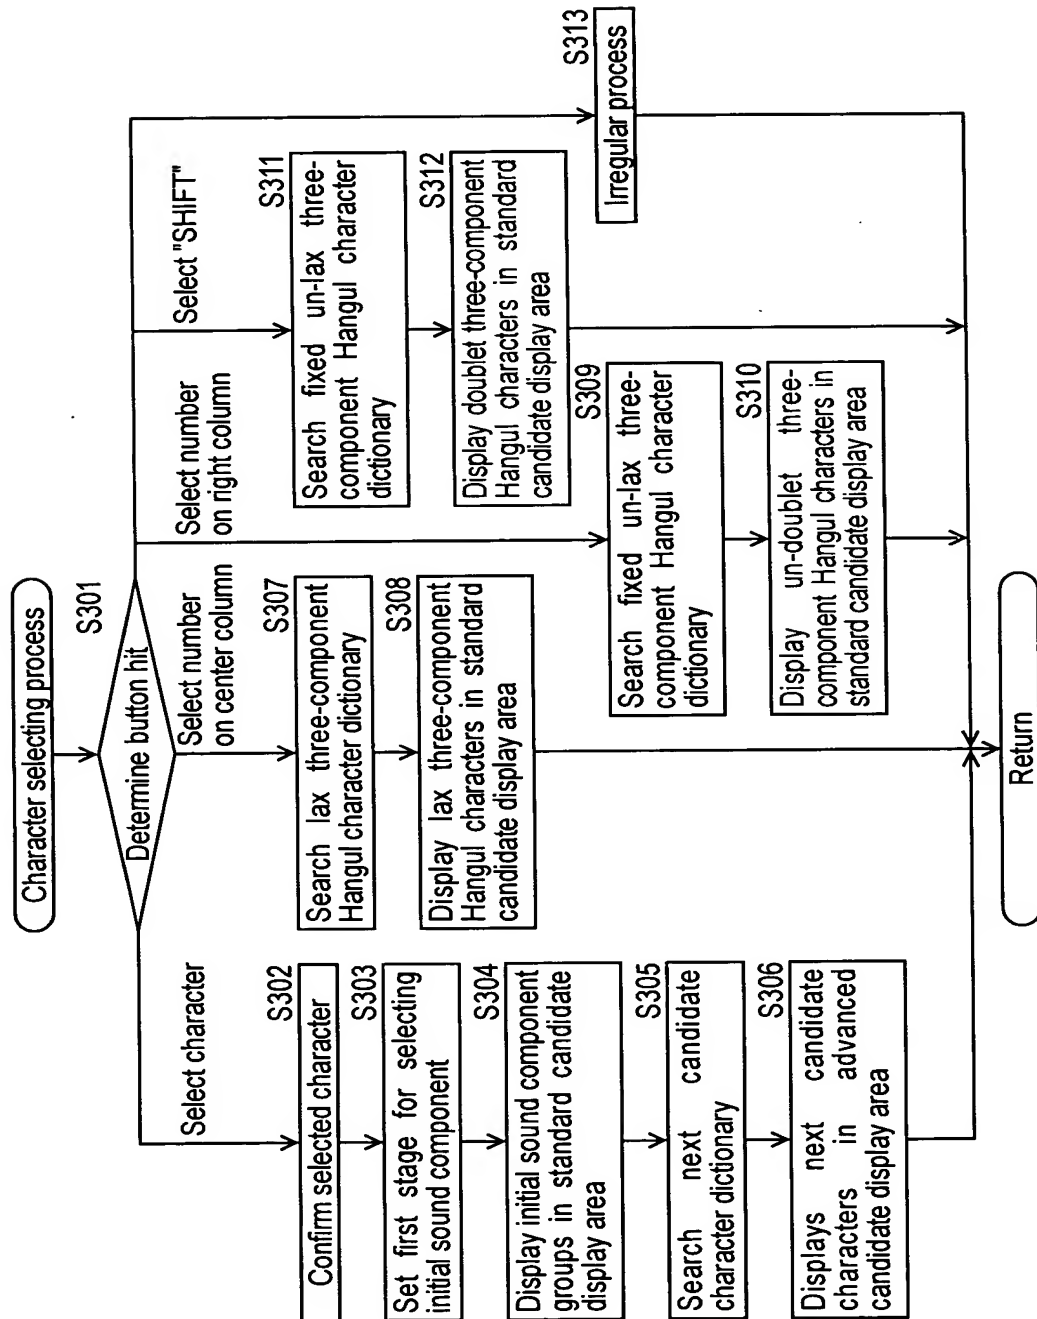 Character selecting process
S301
Determine button hit
Select character
S302
Confirm selected character
S303
Set first stage for selecting
initial sound component
S304
Display initial sound component
groups in standard candidate
display area
S305
Search next candidate
character dictionary
S306
Displays next candidate
characters in advanced
candidate display area
Select number
on center column
S307
Search lax three-component
Hangul character dictionary
S308
Display lax three-component
Hangul characters in standard
candidate display area
Select number
on right column
S309
Search fixed un-lax three-
component Hangul character
dictionary
S310
Display un-doublet three-
component Hangul characters in
standard candidate display area
Select "SHIFT"
S311
Search fixed un-lax three-
component Hangul character
dictionary
S312
Display doublet three-component
Hangul characters in standard
candidate display area
S313
Irregular process
Return